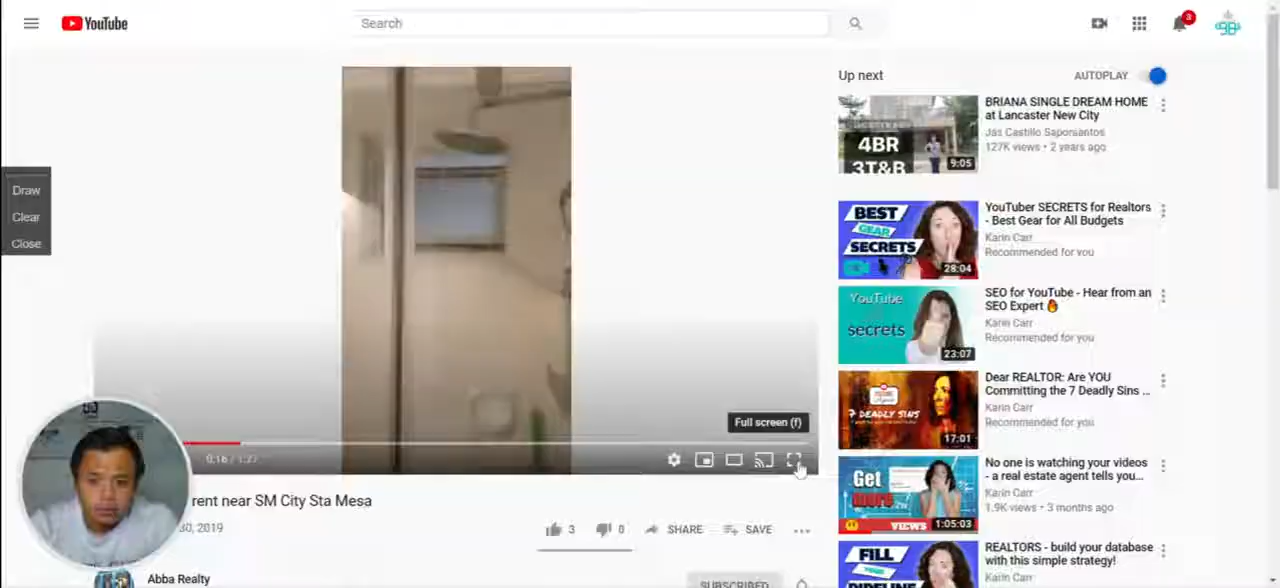 YouTube
Search
3
Draw
Clear
Close
Full screen (f)
0:16 / 1:27
rent near SM City Sta Mesa
30, 2019
3
0
SHARE
SAVE
Abba Realty
SUBSCRIBED
Up next
AUTOPLAY
4BR
3T&B
9:05
BRIANA SINGLE DREAM HOME
at Lancaster New City
Jas Castillo Saporsantos
127K views • 2 years ago
BEST
GEAR
SECRETS
28:04
YouTuber SECRETS for Realtors
- Best Gear for All Budgets
Karin Carr
Recommended for you
YouTube
secrets
23:07
SEO for YouTube - Hear from an
SEO Expert
Karin Carr
Recommended for you
7 DEADLY SINS
17:01
Dear REALTOR: Are YOU
Committing the 7 Deadly Sins ...
Karin Carr
Recommended for you
Get
more
VIEWS
1:05:03
No one is watching your videos
- a real estate agent tells you...
Karin Carr
1.9K views • 3 months ago
FILL
YOUR
PIPELINE
REALTORS - build your database
with this simple strategy!
Karin Carr